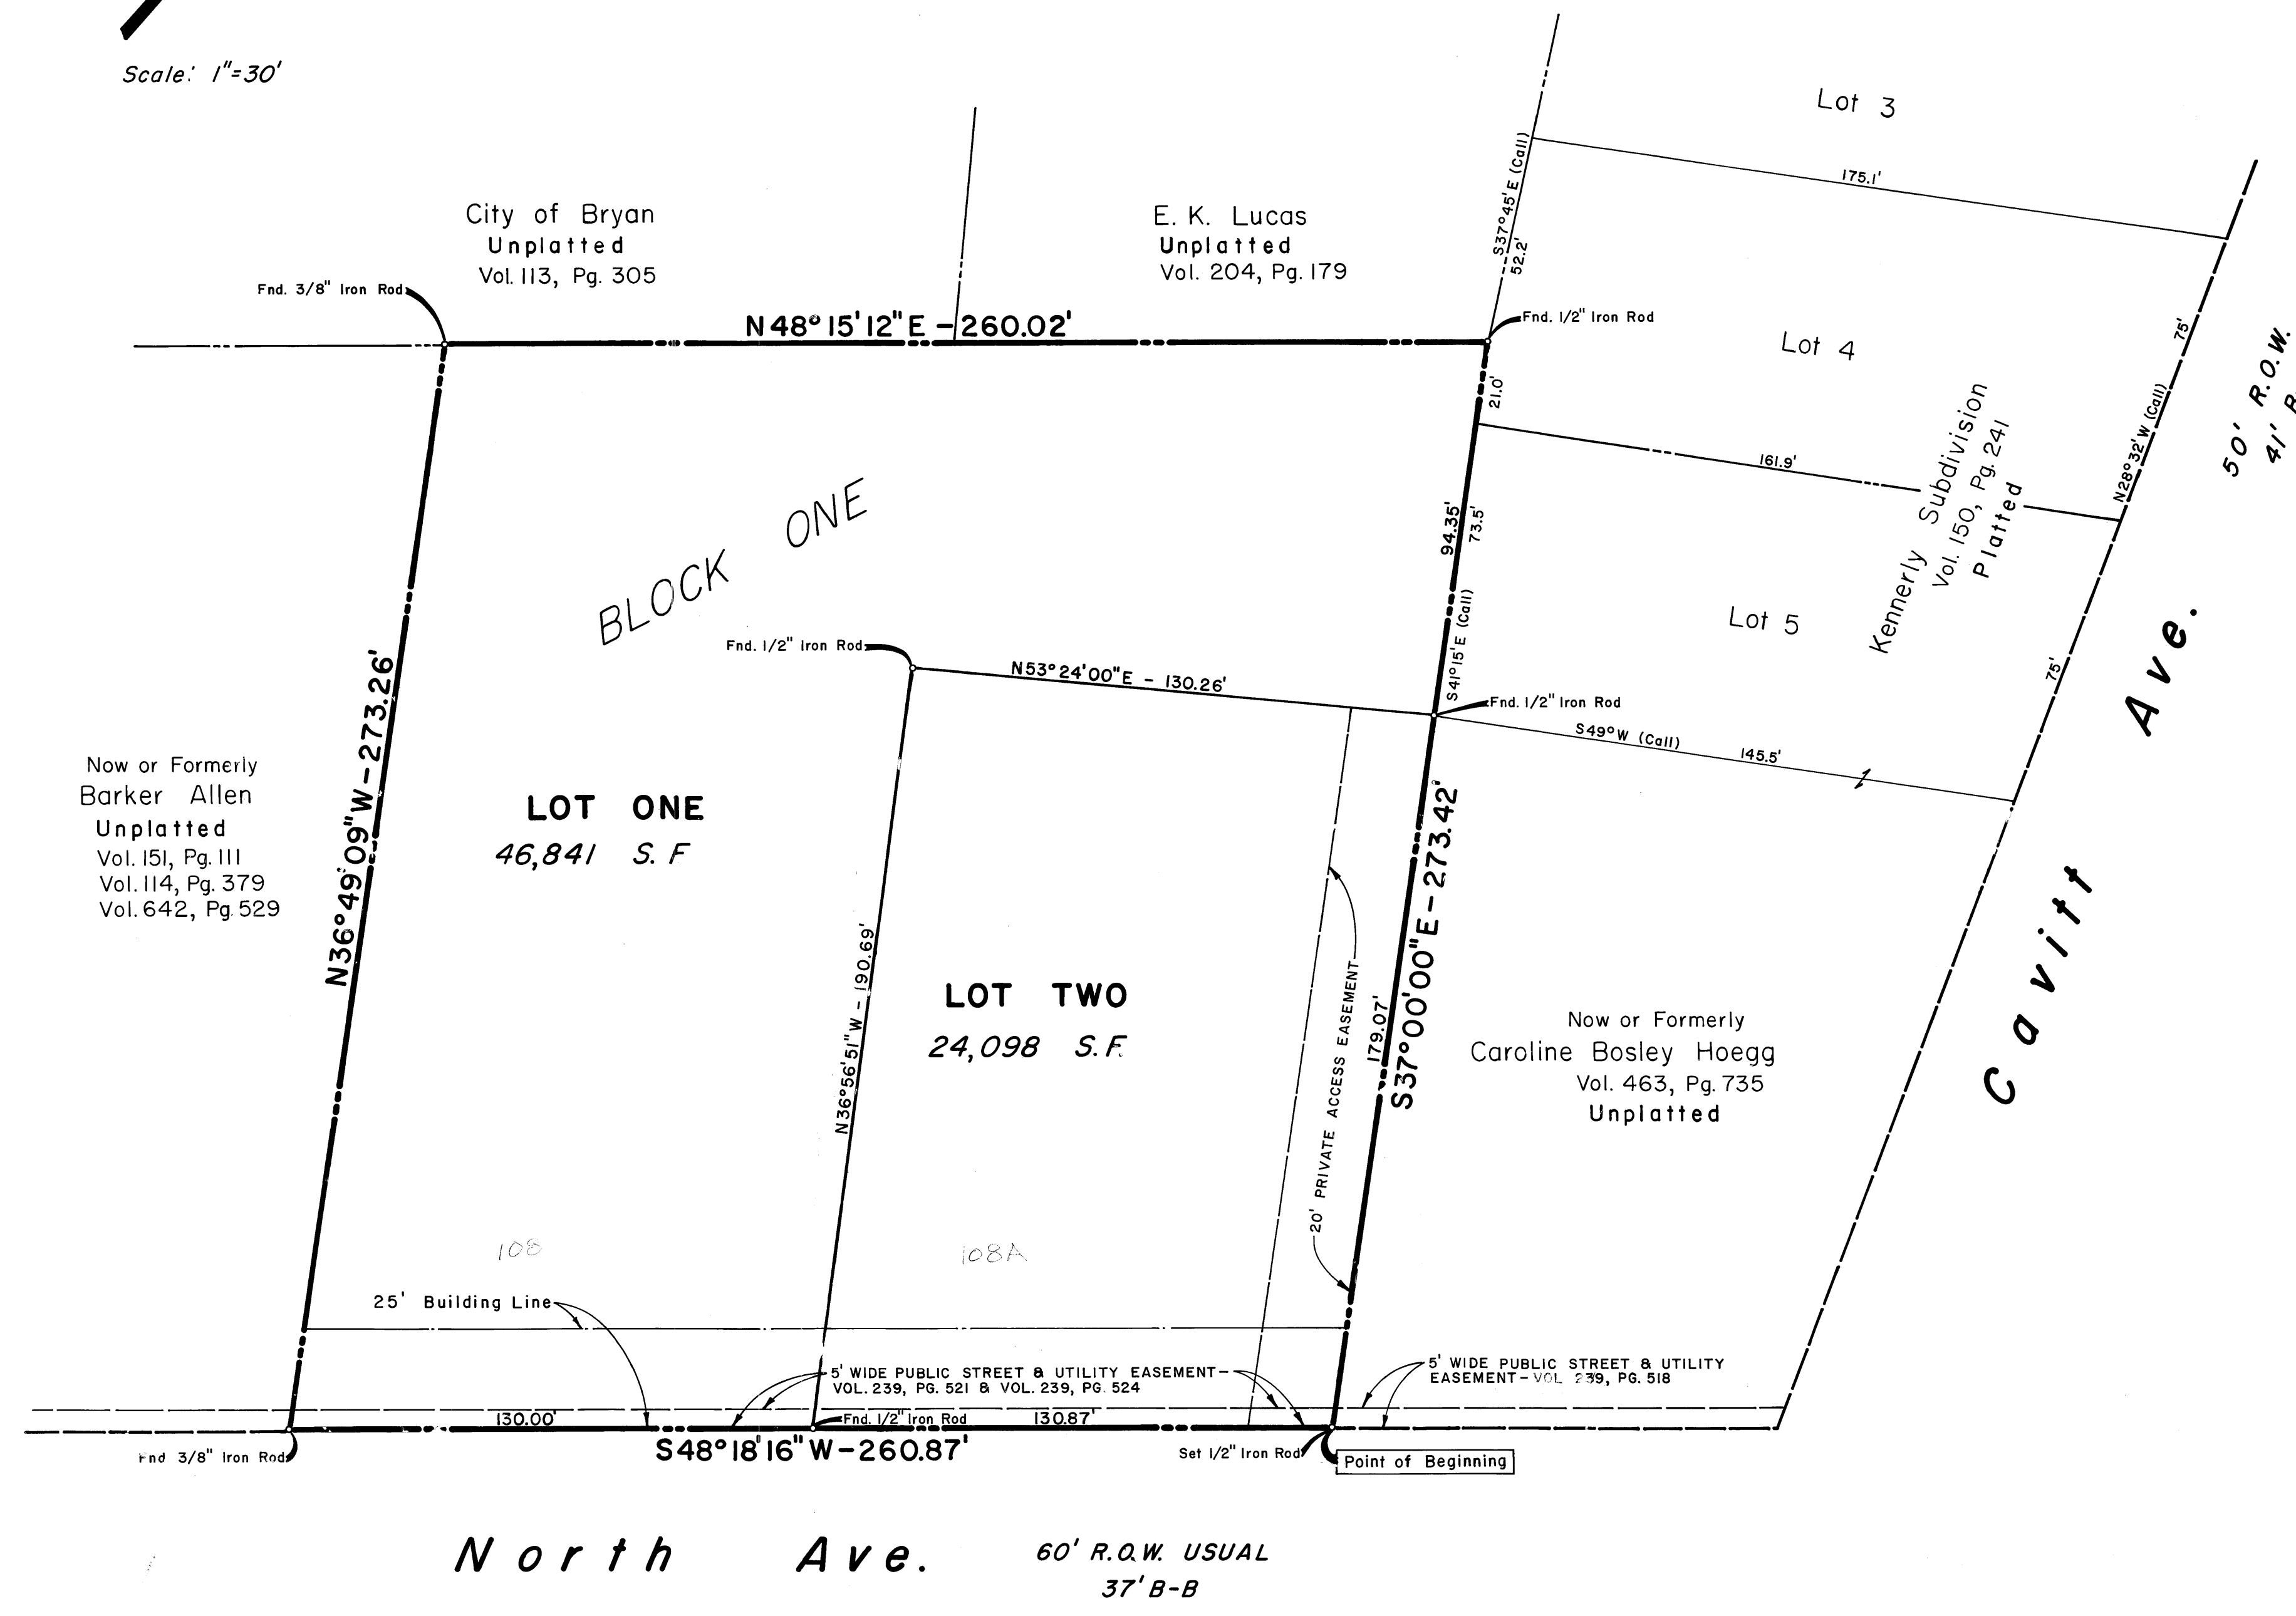 Scale: 1"=30'
Lot 3
175.1'
S37°45'E (Call)
52.2'
City of Bryan
Unplatted
Vol. 113, Pg. 305
E. K. Lucas
Unplatted
Vol. 204, Pg. 179
Fnd. 3/8" Iron Rod
N48°15'12"E - 260.02'
Fnd. 1/2" Iron Rod
Lot 4
75'
50' R.O.W.
41' B
21.0'
161.9'
N28°32'W (Call)
Kennerly Subdivision
Vol. 150, Pg. 241
Platted
BLOCK ONE
94.35'
73.5'
S41°15'E (Call)
Lot 5
75'
Fnd. 1/2" Iron Rod
N53°24'00"E - 130.26'
Fnd. 1/2" Iron Rod
S49°W (Call)
145.5'
N36°49'09"W - 273.26'
Now or Formerly
Barker Allen
Unplatted
Vol. 151, Pg. 111
Vol. 114, Pg. 379
Vol. 642, Pg. 529
LOT ONE
46,841 S. F
N36°56'51"W - 190.69'
LOT TWO
24,098 S. F.
20' PRIVATE ACCESS EASEMENT
179.07'
S37°00'00"E - 273.42'
Now or Formerly
Caroline Bosley Hoegg
Vol. 463, Pg. 735
Unplatted
Cavitt Ave.
108
108A
25' Building Line
5' WIDE PUBLIC STREET & UTILITY EASEMENT
VOL. 239, PG. 521 & VOL. 239, PG. 524
5' WIDE PUBLIC STREET & UTILITY
EASEMENT - VOL 239, PG. 518
130.00'
Fnd. 1/2" Iron Rod
130.87'
Fnd 3/8" Iron Rod
S48°18'16"W - 260.87'
Set 1/2" Iron Rod
Point of Beginning
North Ave.
60' R.O.W. USUAL
37' B-B